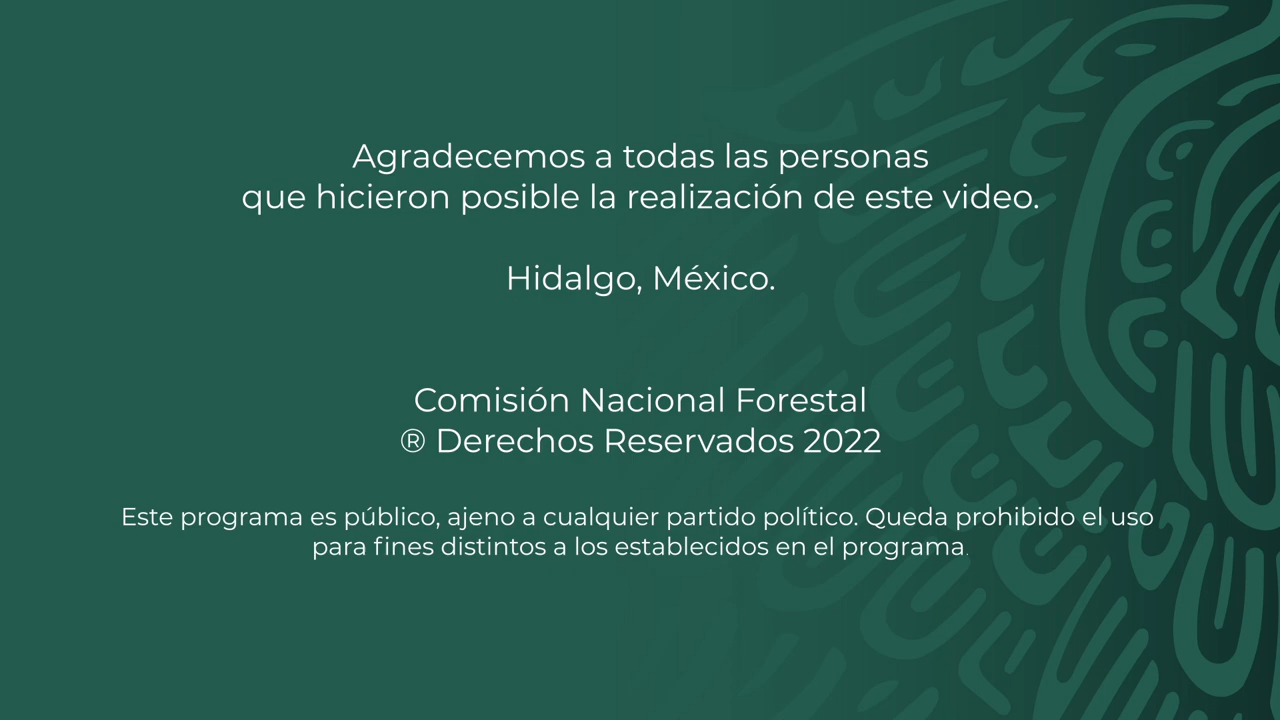 Agradecemos a todas las personas
que hicieron posible la realización de este video.
Hidalgo, México.
Comisión Nacional Forestal
® Derechos Reservados 2022
Este programa es público, ajeno a cualquier partido político. Queda prohibido el uso
para fines distintos a los establecidos en el programa.